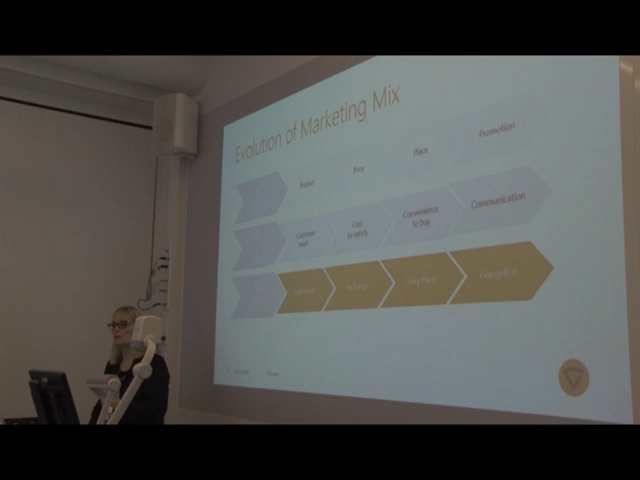 Evolution of Marketing Mix
Product Price Place Promotion
Customer need Cost to satisfy Convenience to buy Communication
Every Place Evangelism